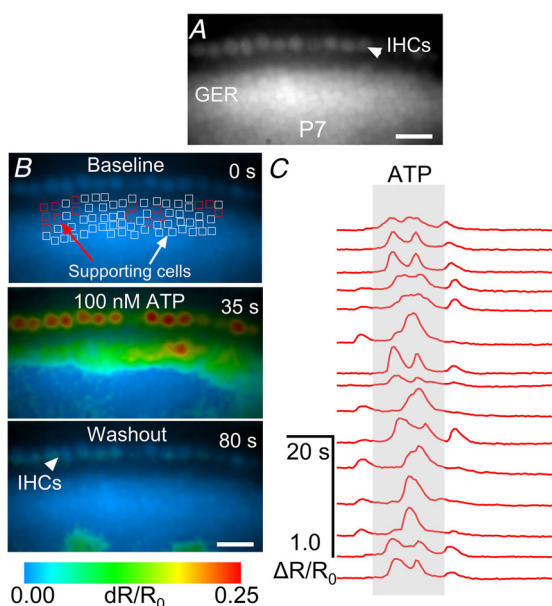 A
IHCs
GER
P7
B
Baseline
0 s
Supporting cells
100 nM ATP
35 s
Washout
80 s
IHCs
0.00
dR/R0
0.25
C
ATP
20 s
1.0
ΔR/R0